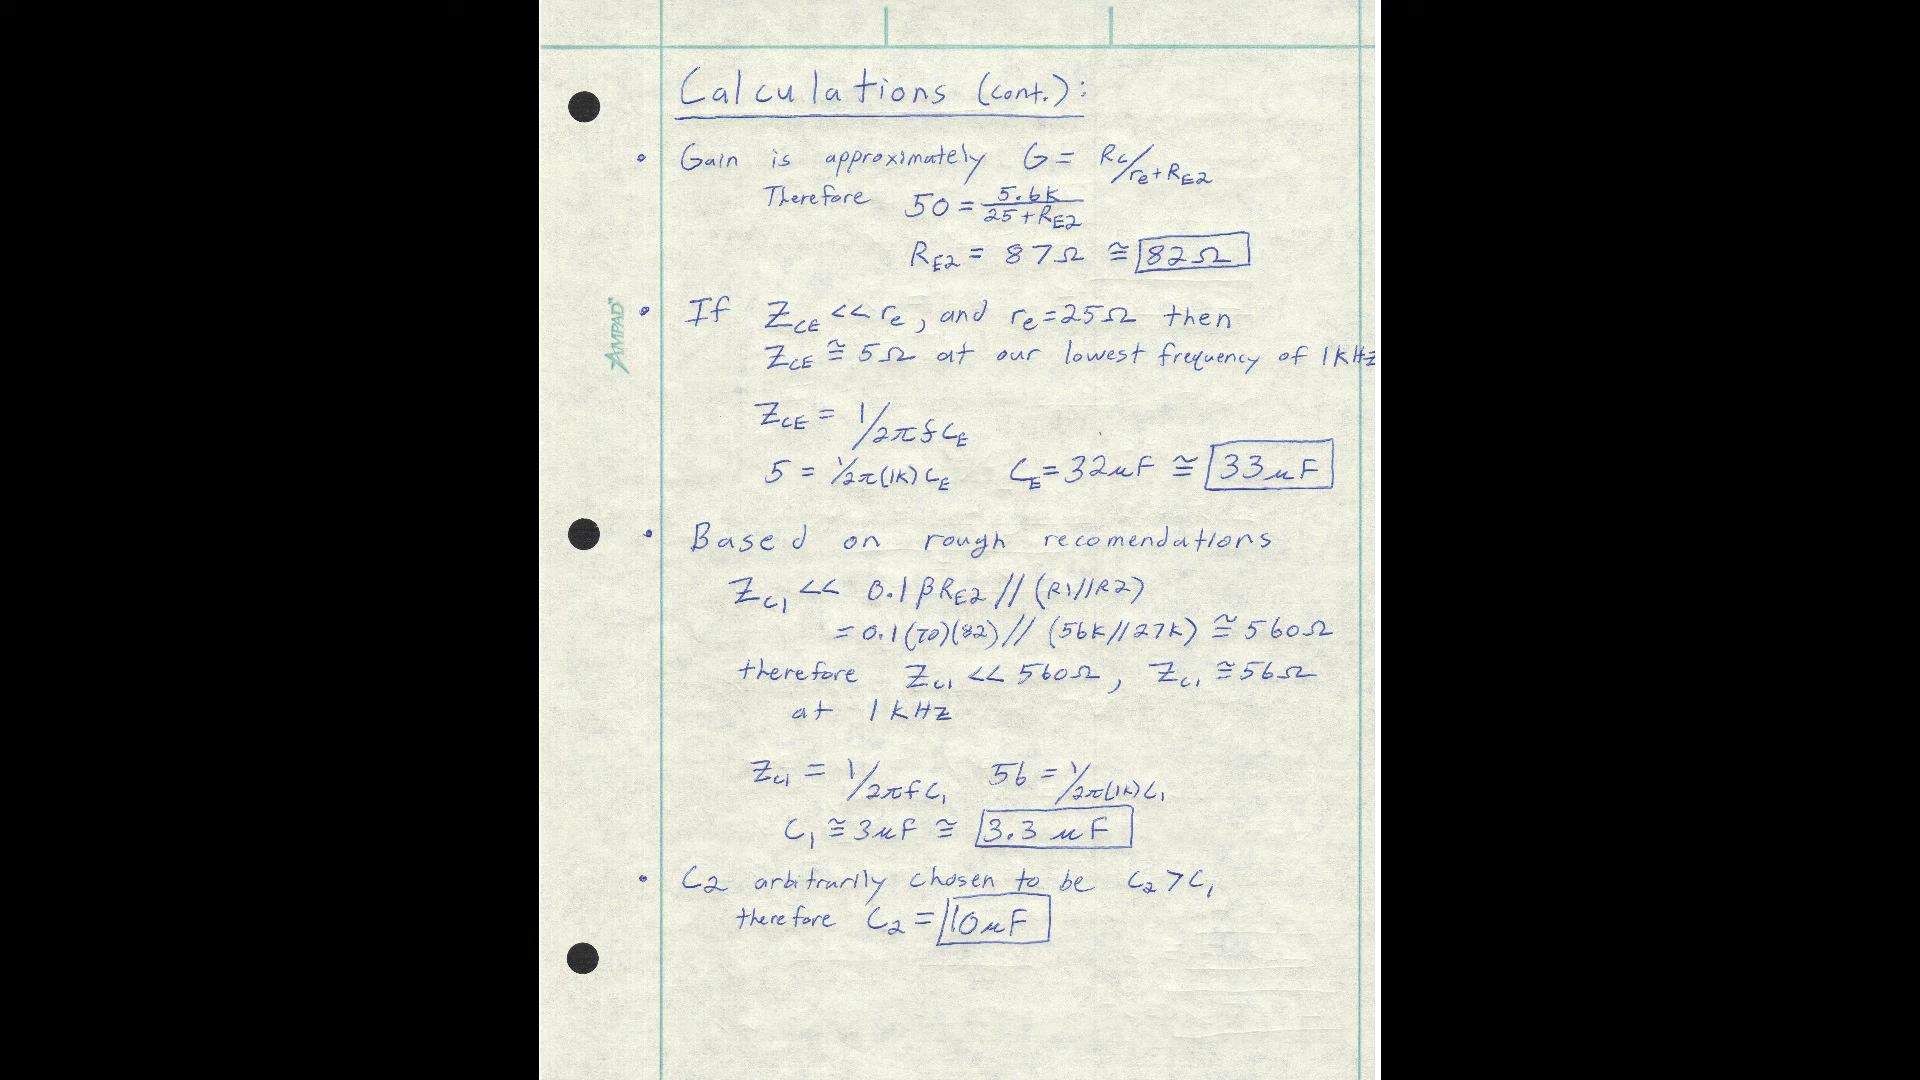 Calculations (cont.):
• Gain is approximately G = RC/re+RE2
Therefore 50 = 5.6k/25+RE2
RE2 = 87Ω ≅ 82Ω
AMPAD™
• If ZCE << re, and re=25Ω then
ZCE ≅ 5Ω at our lowest frequency of 1kHz
ZCE = 1/2πfCE
5 = 1/2π(1k)CE CE=32uF ≅ 33uF
• Based on rough recomendations
ZC1 << 0.1βRE2//(R1//R2)
= 0.1(70)(82)//(56k//27k) ≅ 560Ω
therefore ZC1 << 560Ω, ZC1 ≅ 56Ω
at 1kHz
ZC1 = 1/2πfC1 56 = 1/2π(1k)C1
C1 ≅ 3uF ≅ 3.3uF
• C2 arbitrarily chosen to be C2>C1
therefore C2 = 10uF